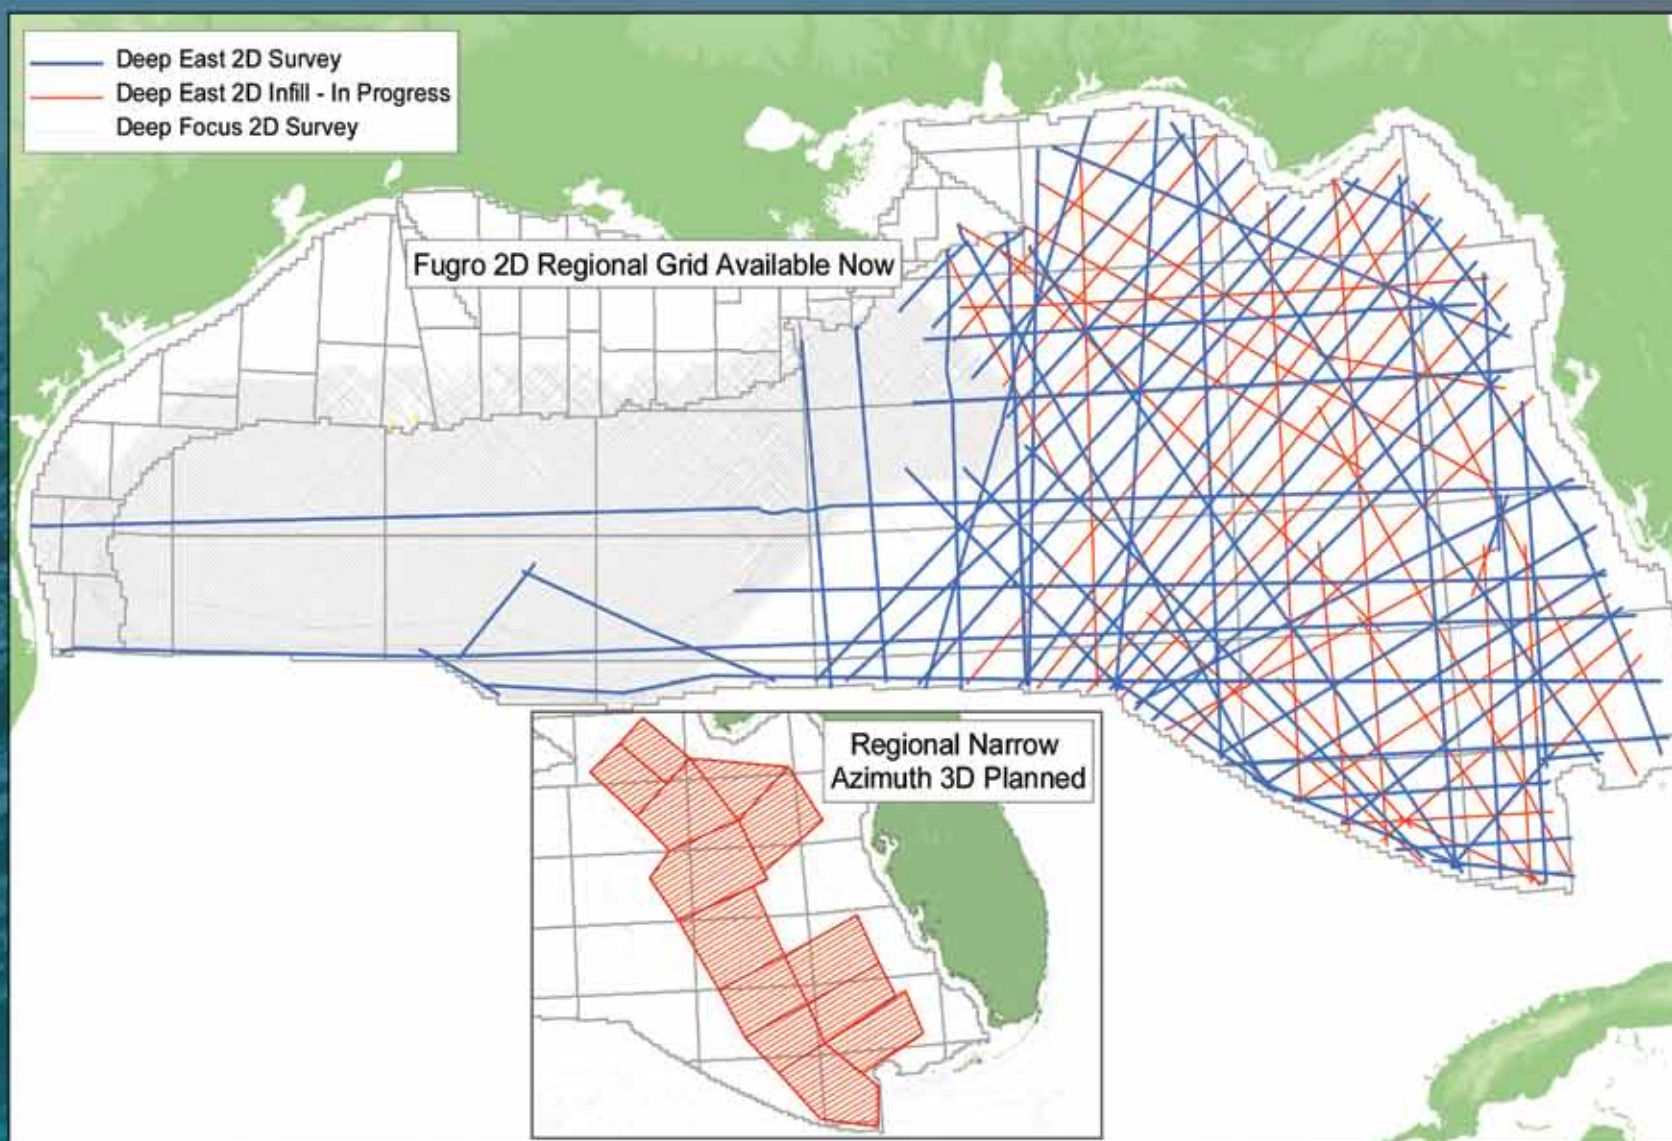 Deep East 2D Survey
Deep East 2D Infill - In Progress
Deep Focus 2D Survey
Fugro 2D Regional Grid Available Now
Regional Narrow
Azimuth 3D Planned